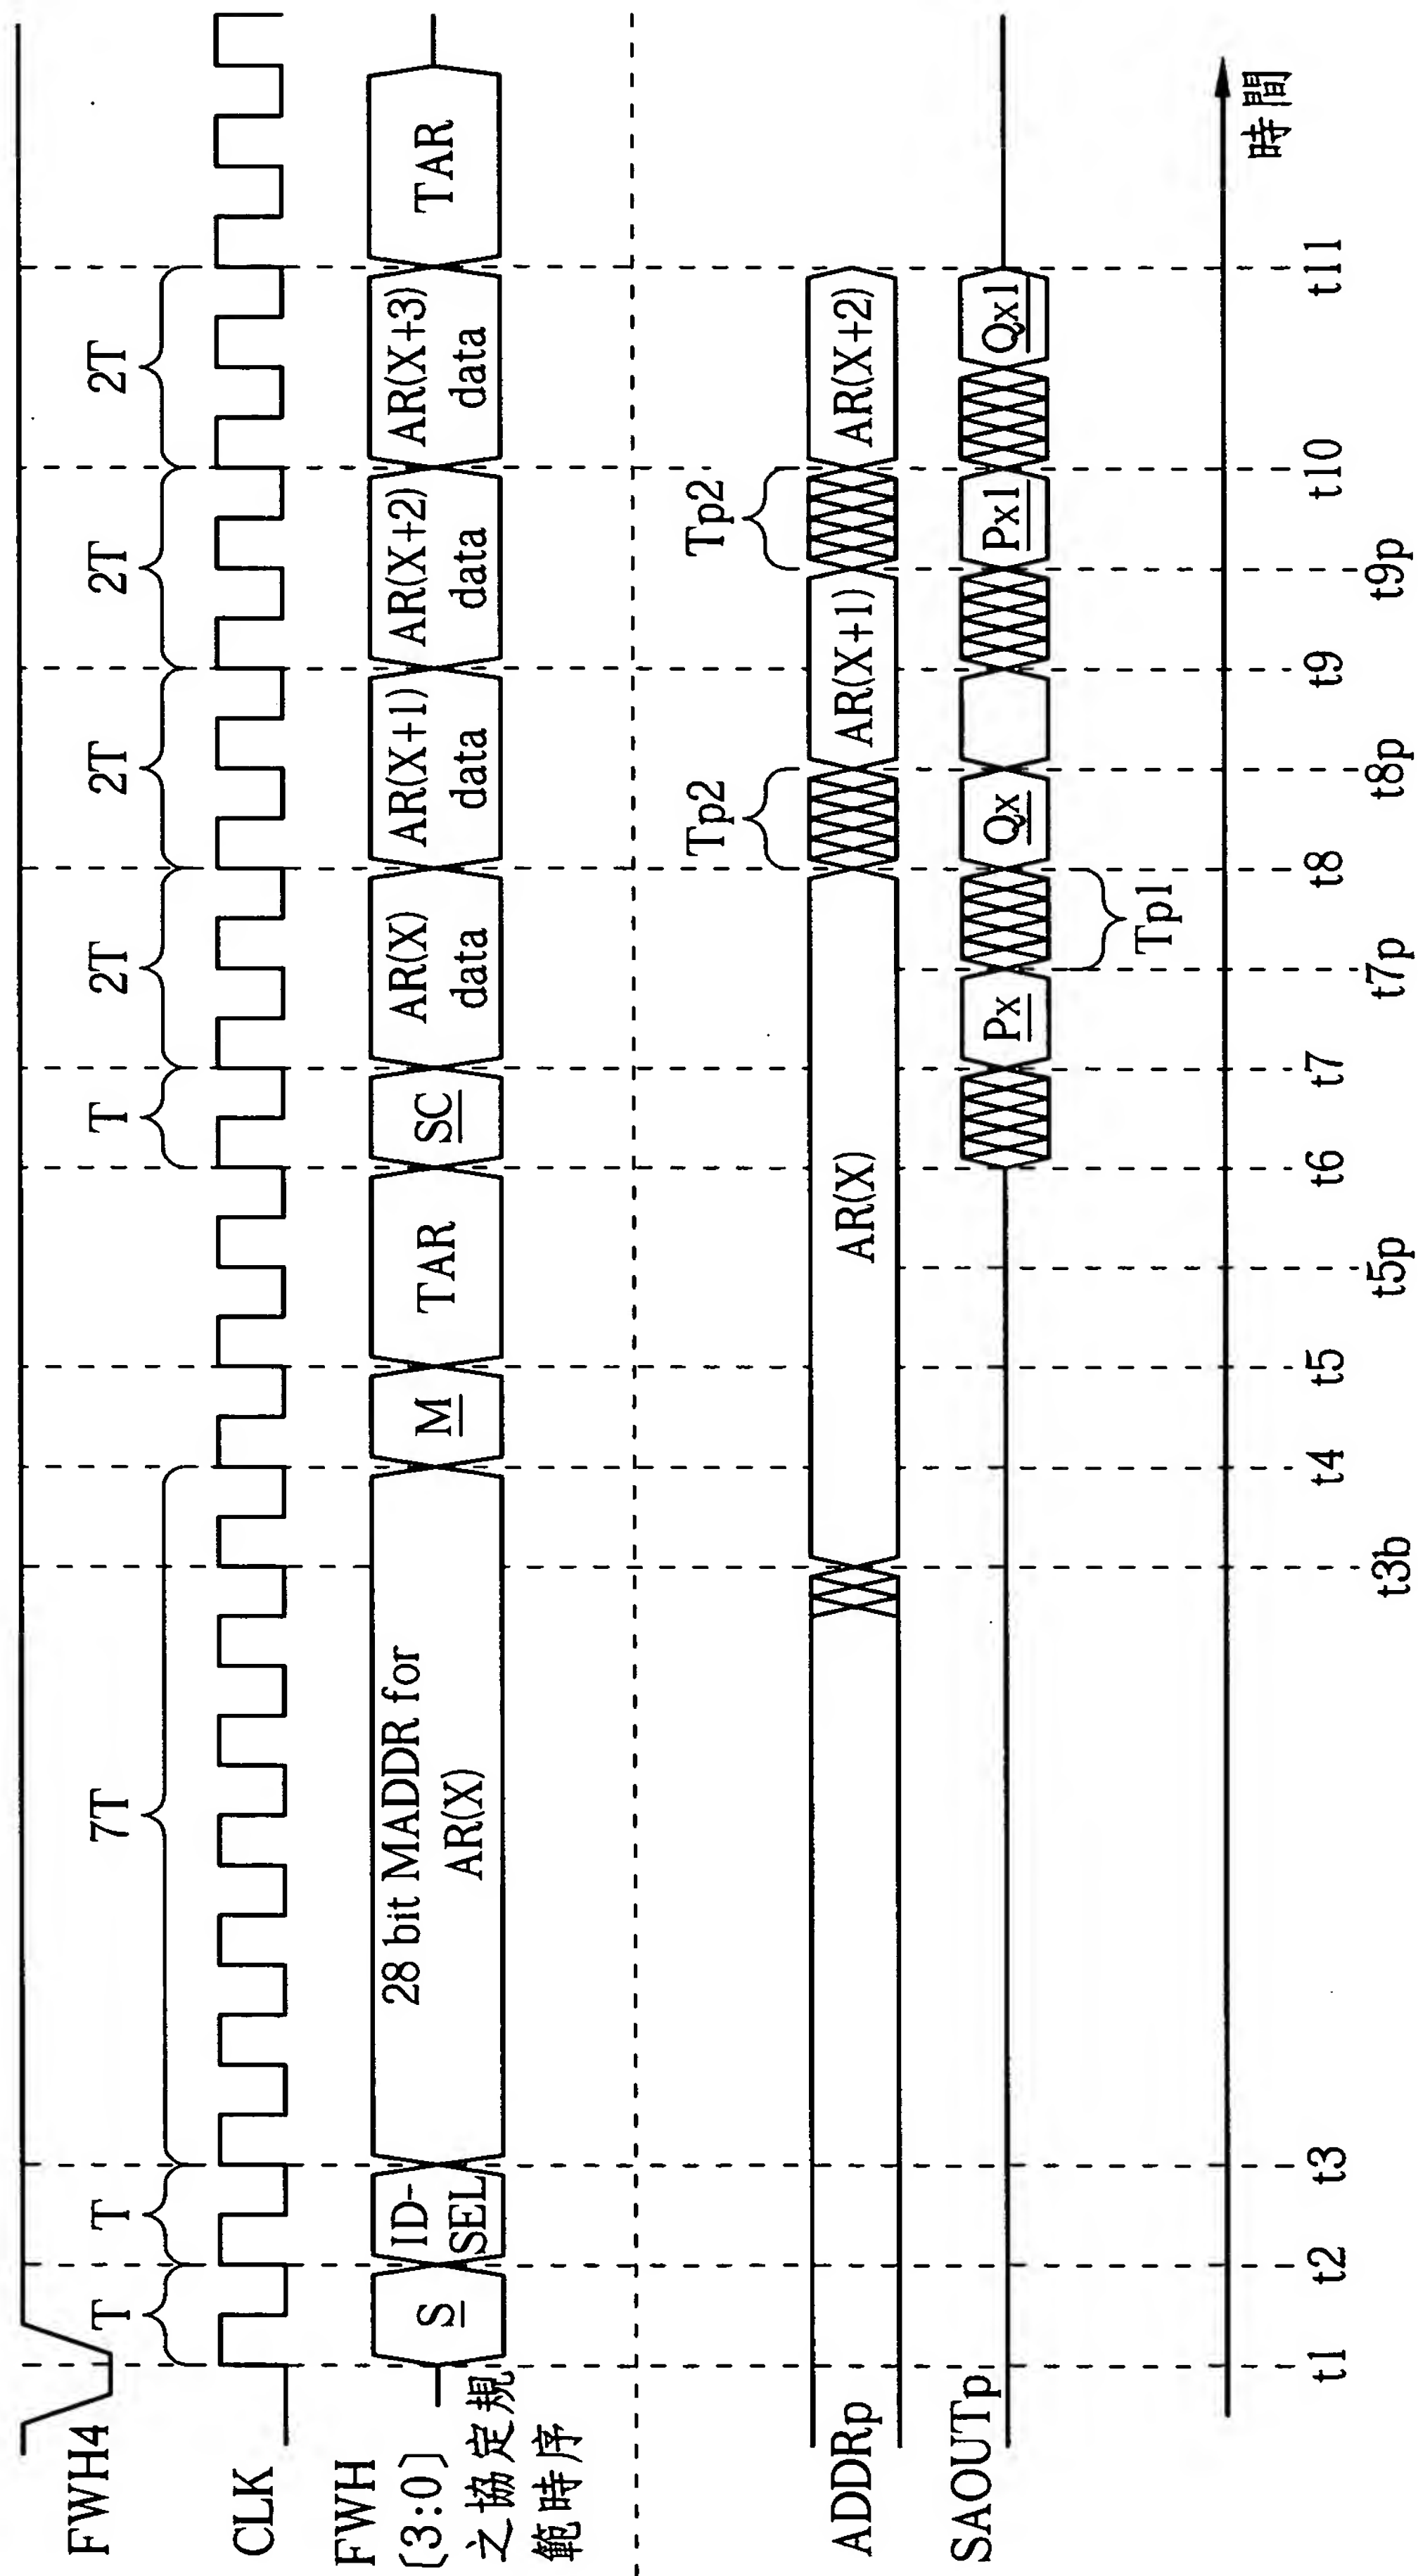 FWH4
T
T
7T
T
2T
2T
2T
2T
CLK
FWH
[3:0]
之協定規
範時序
S
ID-
SEL
28 bit MADDR for
AR(X)
M
TAR
SC
AR(X)
data
AR(X+1)
data
AR(X+2)
data
AR(X+3)
data
TAR
Tp2
Tp2
ADDRp
AR(X)
AR(X+1)
AR(X+2)
SAOUTp
Px
Qx
Px1
Qx1
Tp1
時間
t1
t2
t3
t3b
t4
t5
t5p
t6
t7
t7p
t8
t8p
t9
t9p
t10
t11